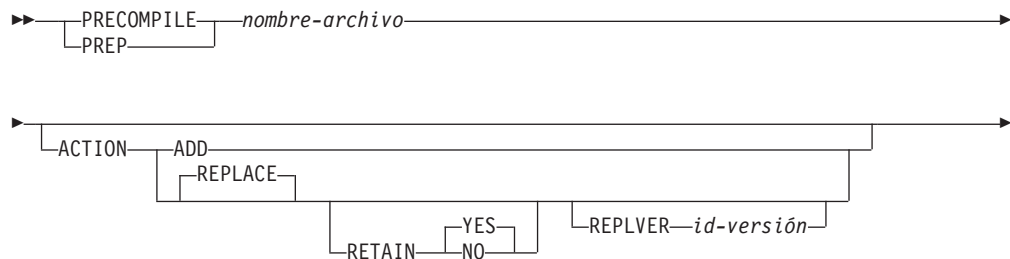 PRECOMPILE nombre-archivo
PREP
ACTION ADD
REPLACE
RETAIN YES
NO
REPLVER id-versión